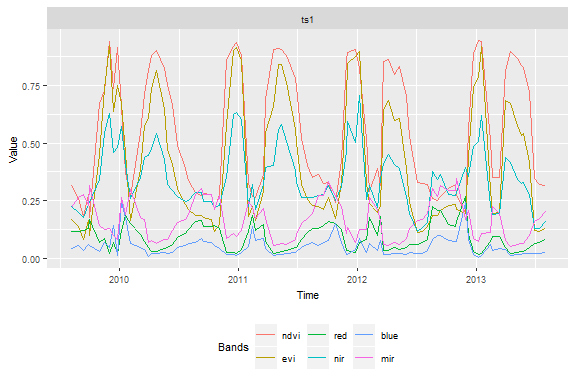 ts1
Value
0.75
0.50
0.25
0.00
2010 2011 2012 2013
Time
Bands
ndvi red blue
evi nir mir